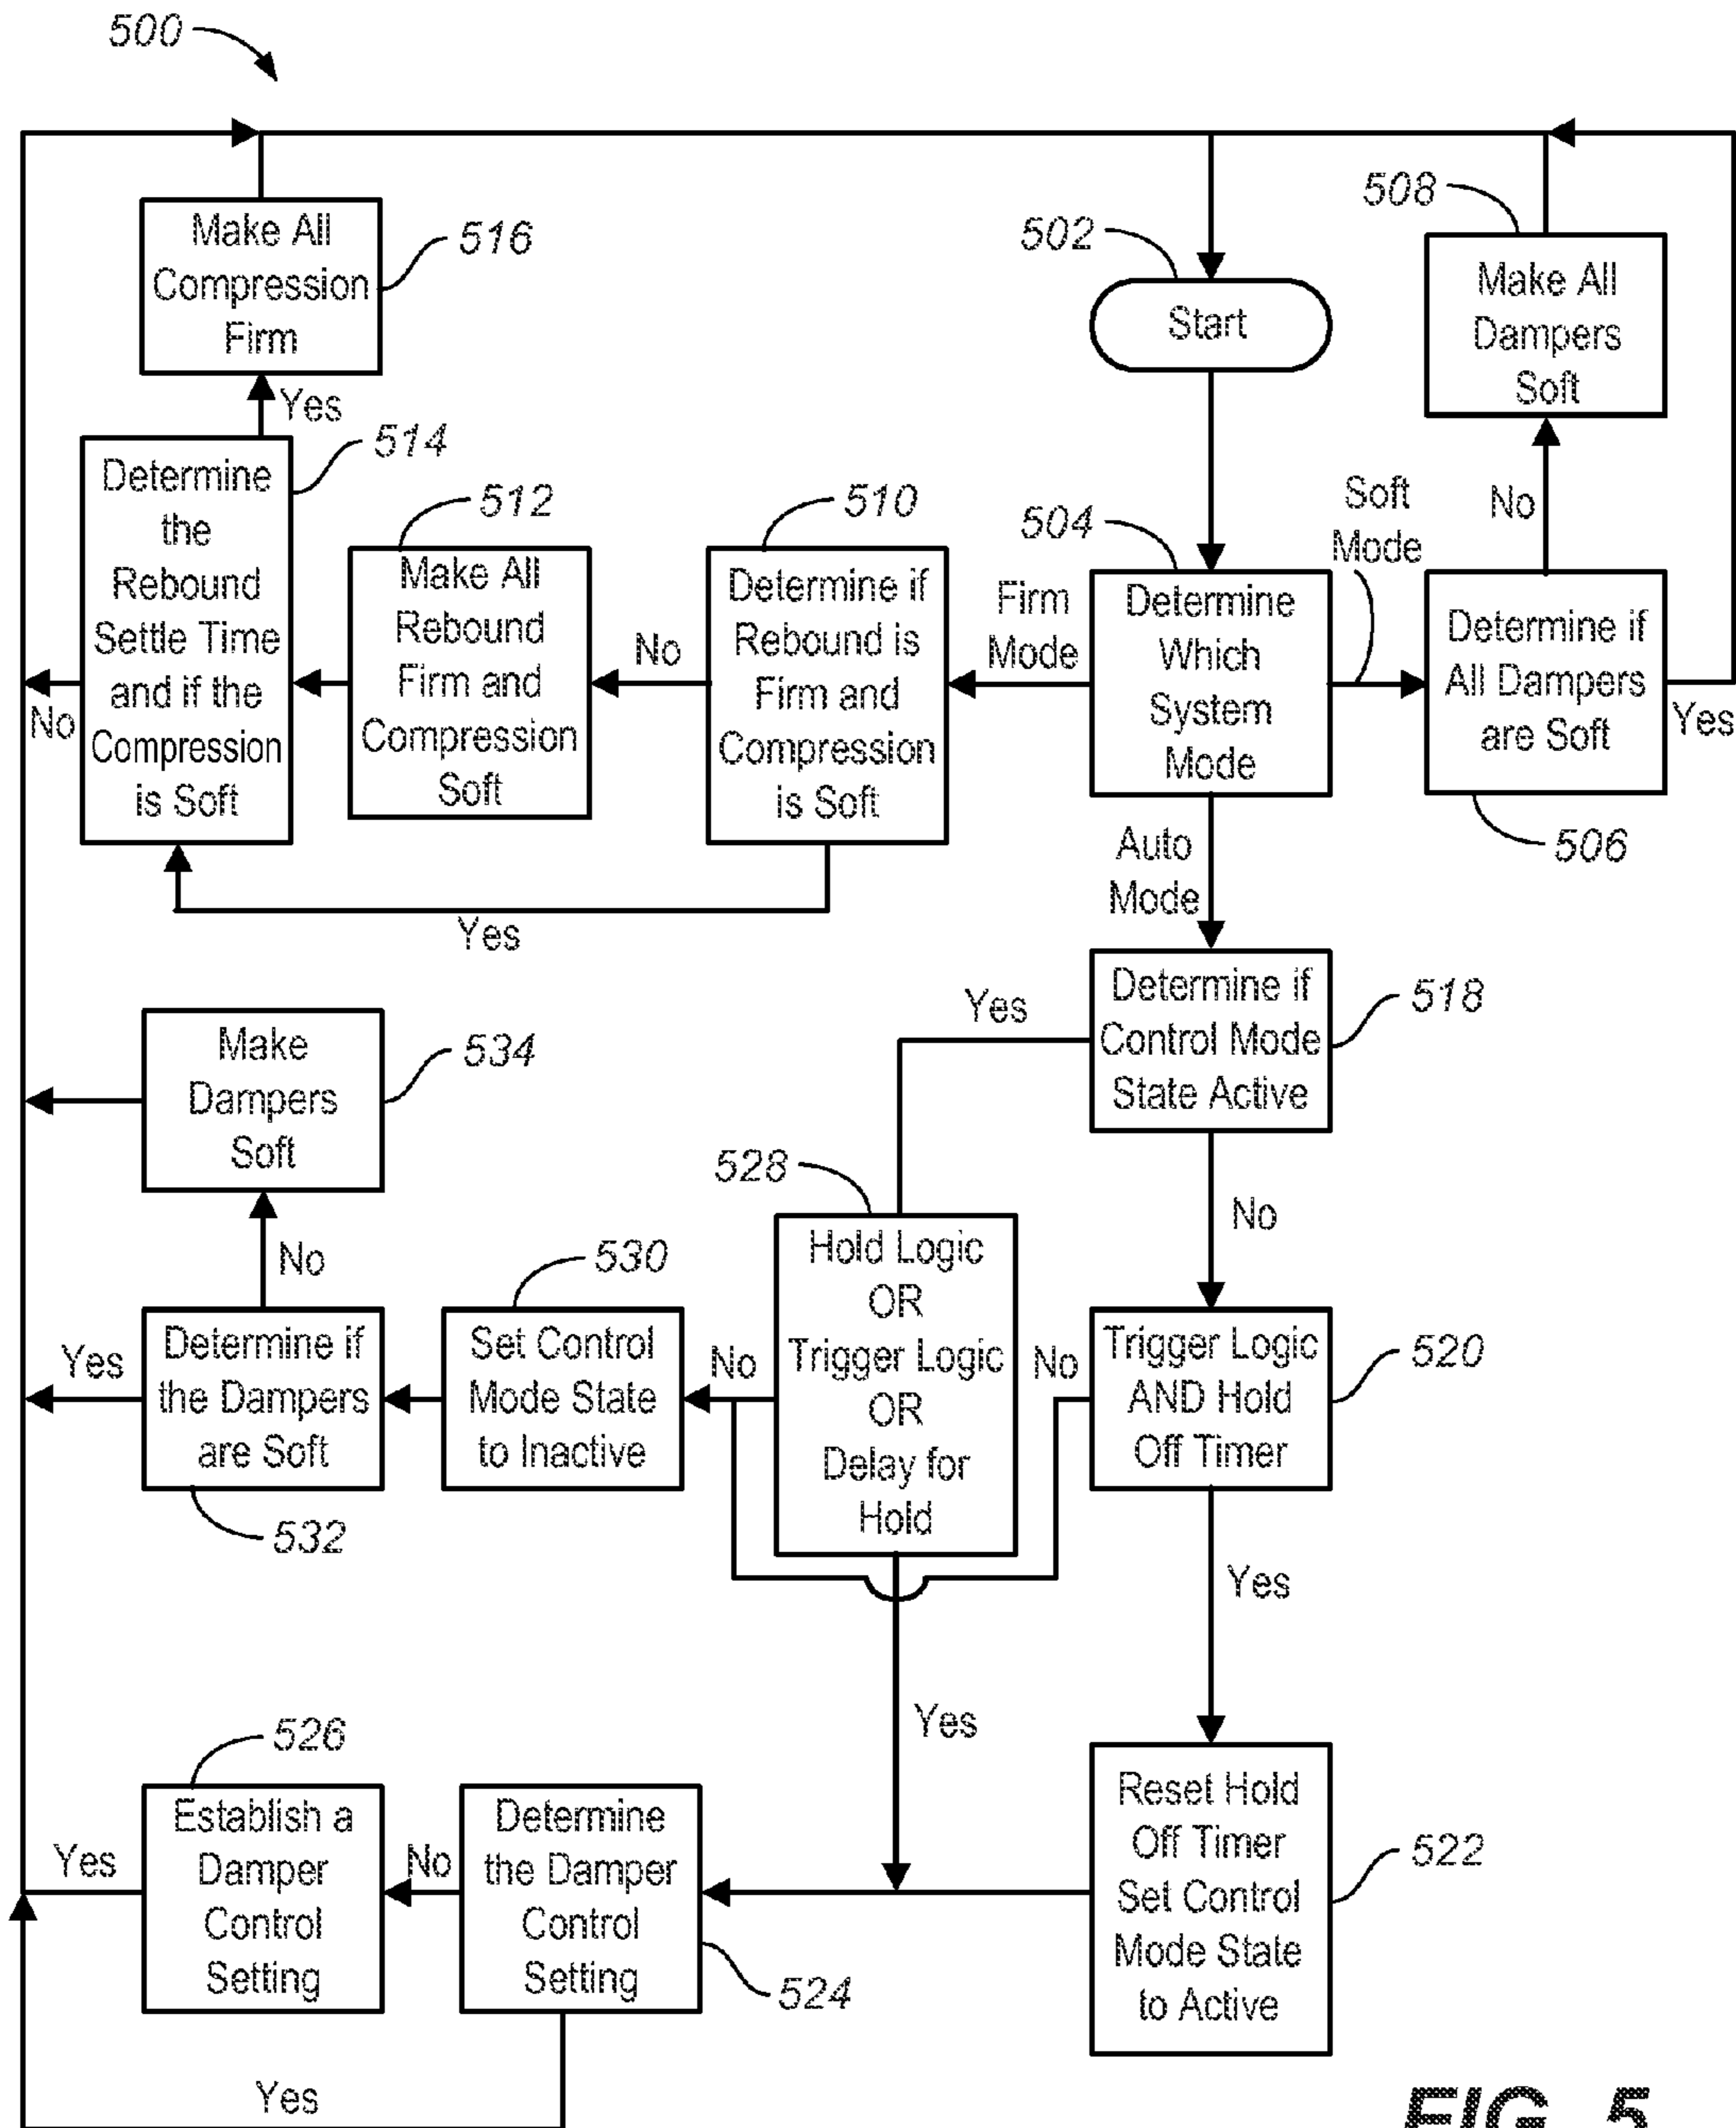 500
Make All
Compression
Firm
516
Yes
502
Start
508
Make All
Dampers
Soft
No
514
Determine
the
Rebound
Settle Time
and if the
Compression
is Soft
No
512
Make All
Rebound
Firm and
Compression
Soft
No
510
Determine if
Rebound is
Firm and
Compression
is Soft
Yes
Firm
Mode
504
Determine
Which
System
Mode
Soft
Mode
Determine if
All Dampers
are Soft
Yes
506
Auto
Mode
Determine if
Control Mode
State Active
518
Yes
No
Make
Dampers
Soft
534
No
Yes
Determine if
the Dampers
are Soft
532
530
Set Control
Mode State
to Inactive
No
528
Hold Logic
OR
Trigger Logic
OR
Delay for
Hold
No
Trigger Logic
AND Hold
Off Timer
520
Yes
Yes
526
Establish a
Damper
Control
Setting
Yes
No
Determine
the Damper
Control
Setting
524
Reset Hold
Off Timer
Set Control
Mode State
to Active
522
Yes
FIG. 5